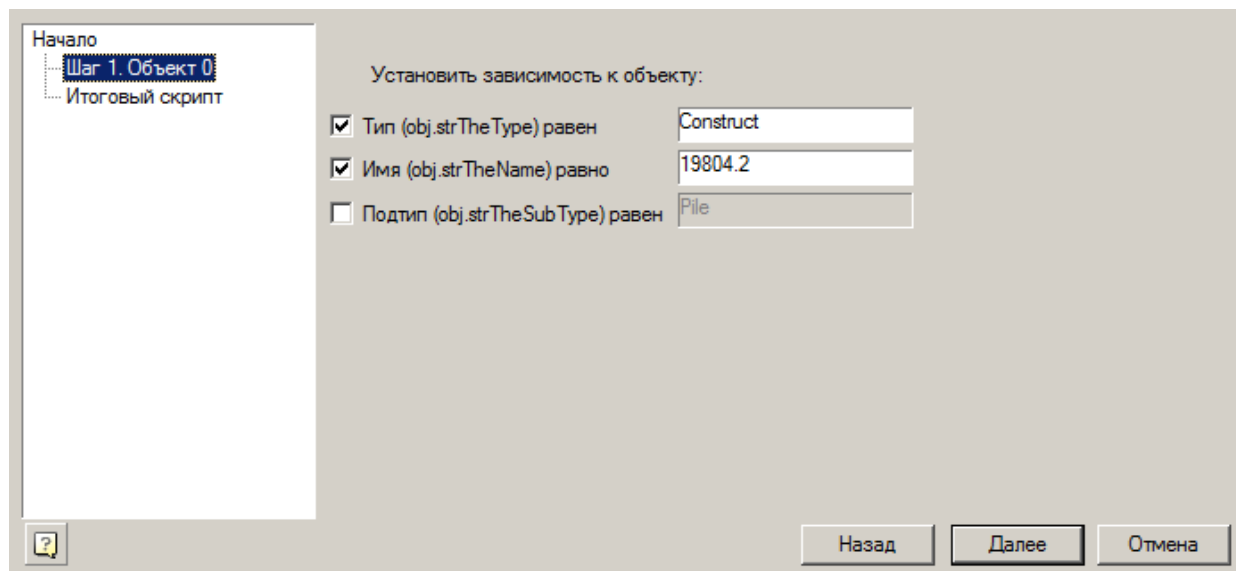 Начало
Шаг 1. Объект 0
Итоговый скрипт
Установить зависимость к объекту:
Тип (obj.strTheType) равен Construct
Имя (obj.strTheName) равно 19804.2
Подтип (obj.strTheSubType) равен Pile
Назад Далее Отмена